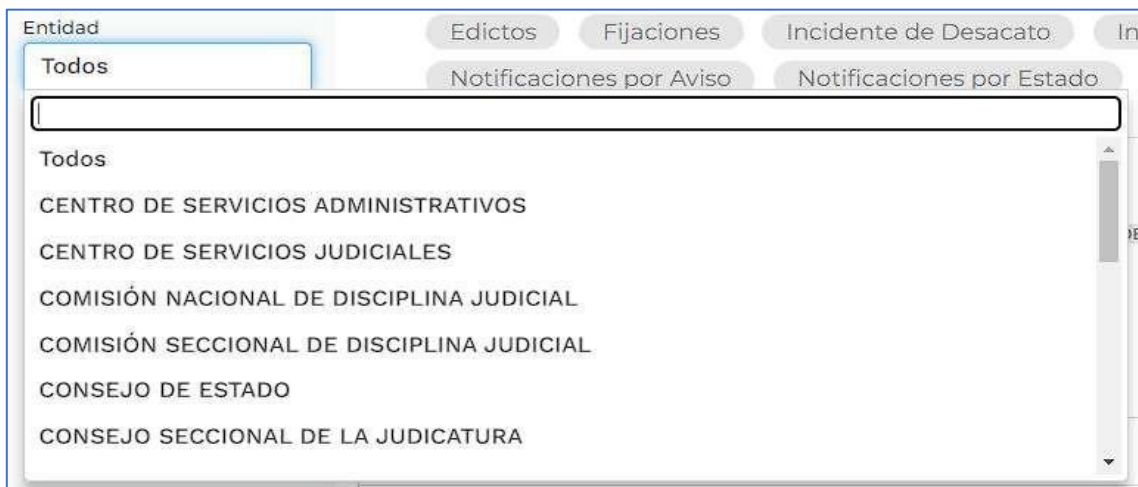 Entidad
Edictos Fijaciones Incidente de Desacato In
Todos
Notificaciones por Aviso Notificaciones por Estado
Todos
CENTRO DE SERVICIOS ADMINISTRATIVOS
CENTRO DE SERVICIOS JUDICIALES
COMISIÓN NACIONAL DE DISCIPLINA JUDICIAL
COMISIÓN SECCIONAL DE DISCIPLINA JUDICIAL
CONSEJO DE ESTADO
CONSEJO SECCIONAL DE LA JUDICATURA